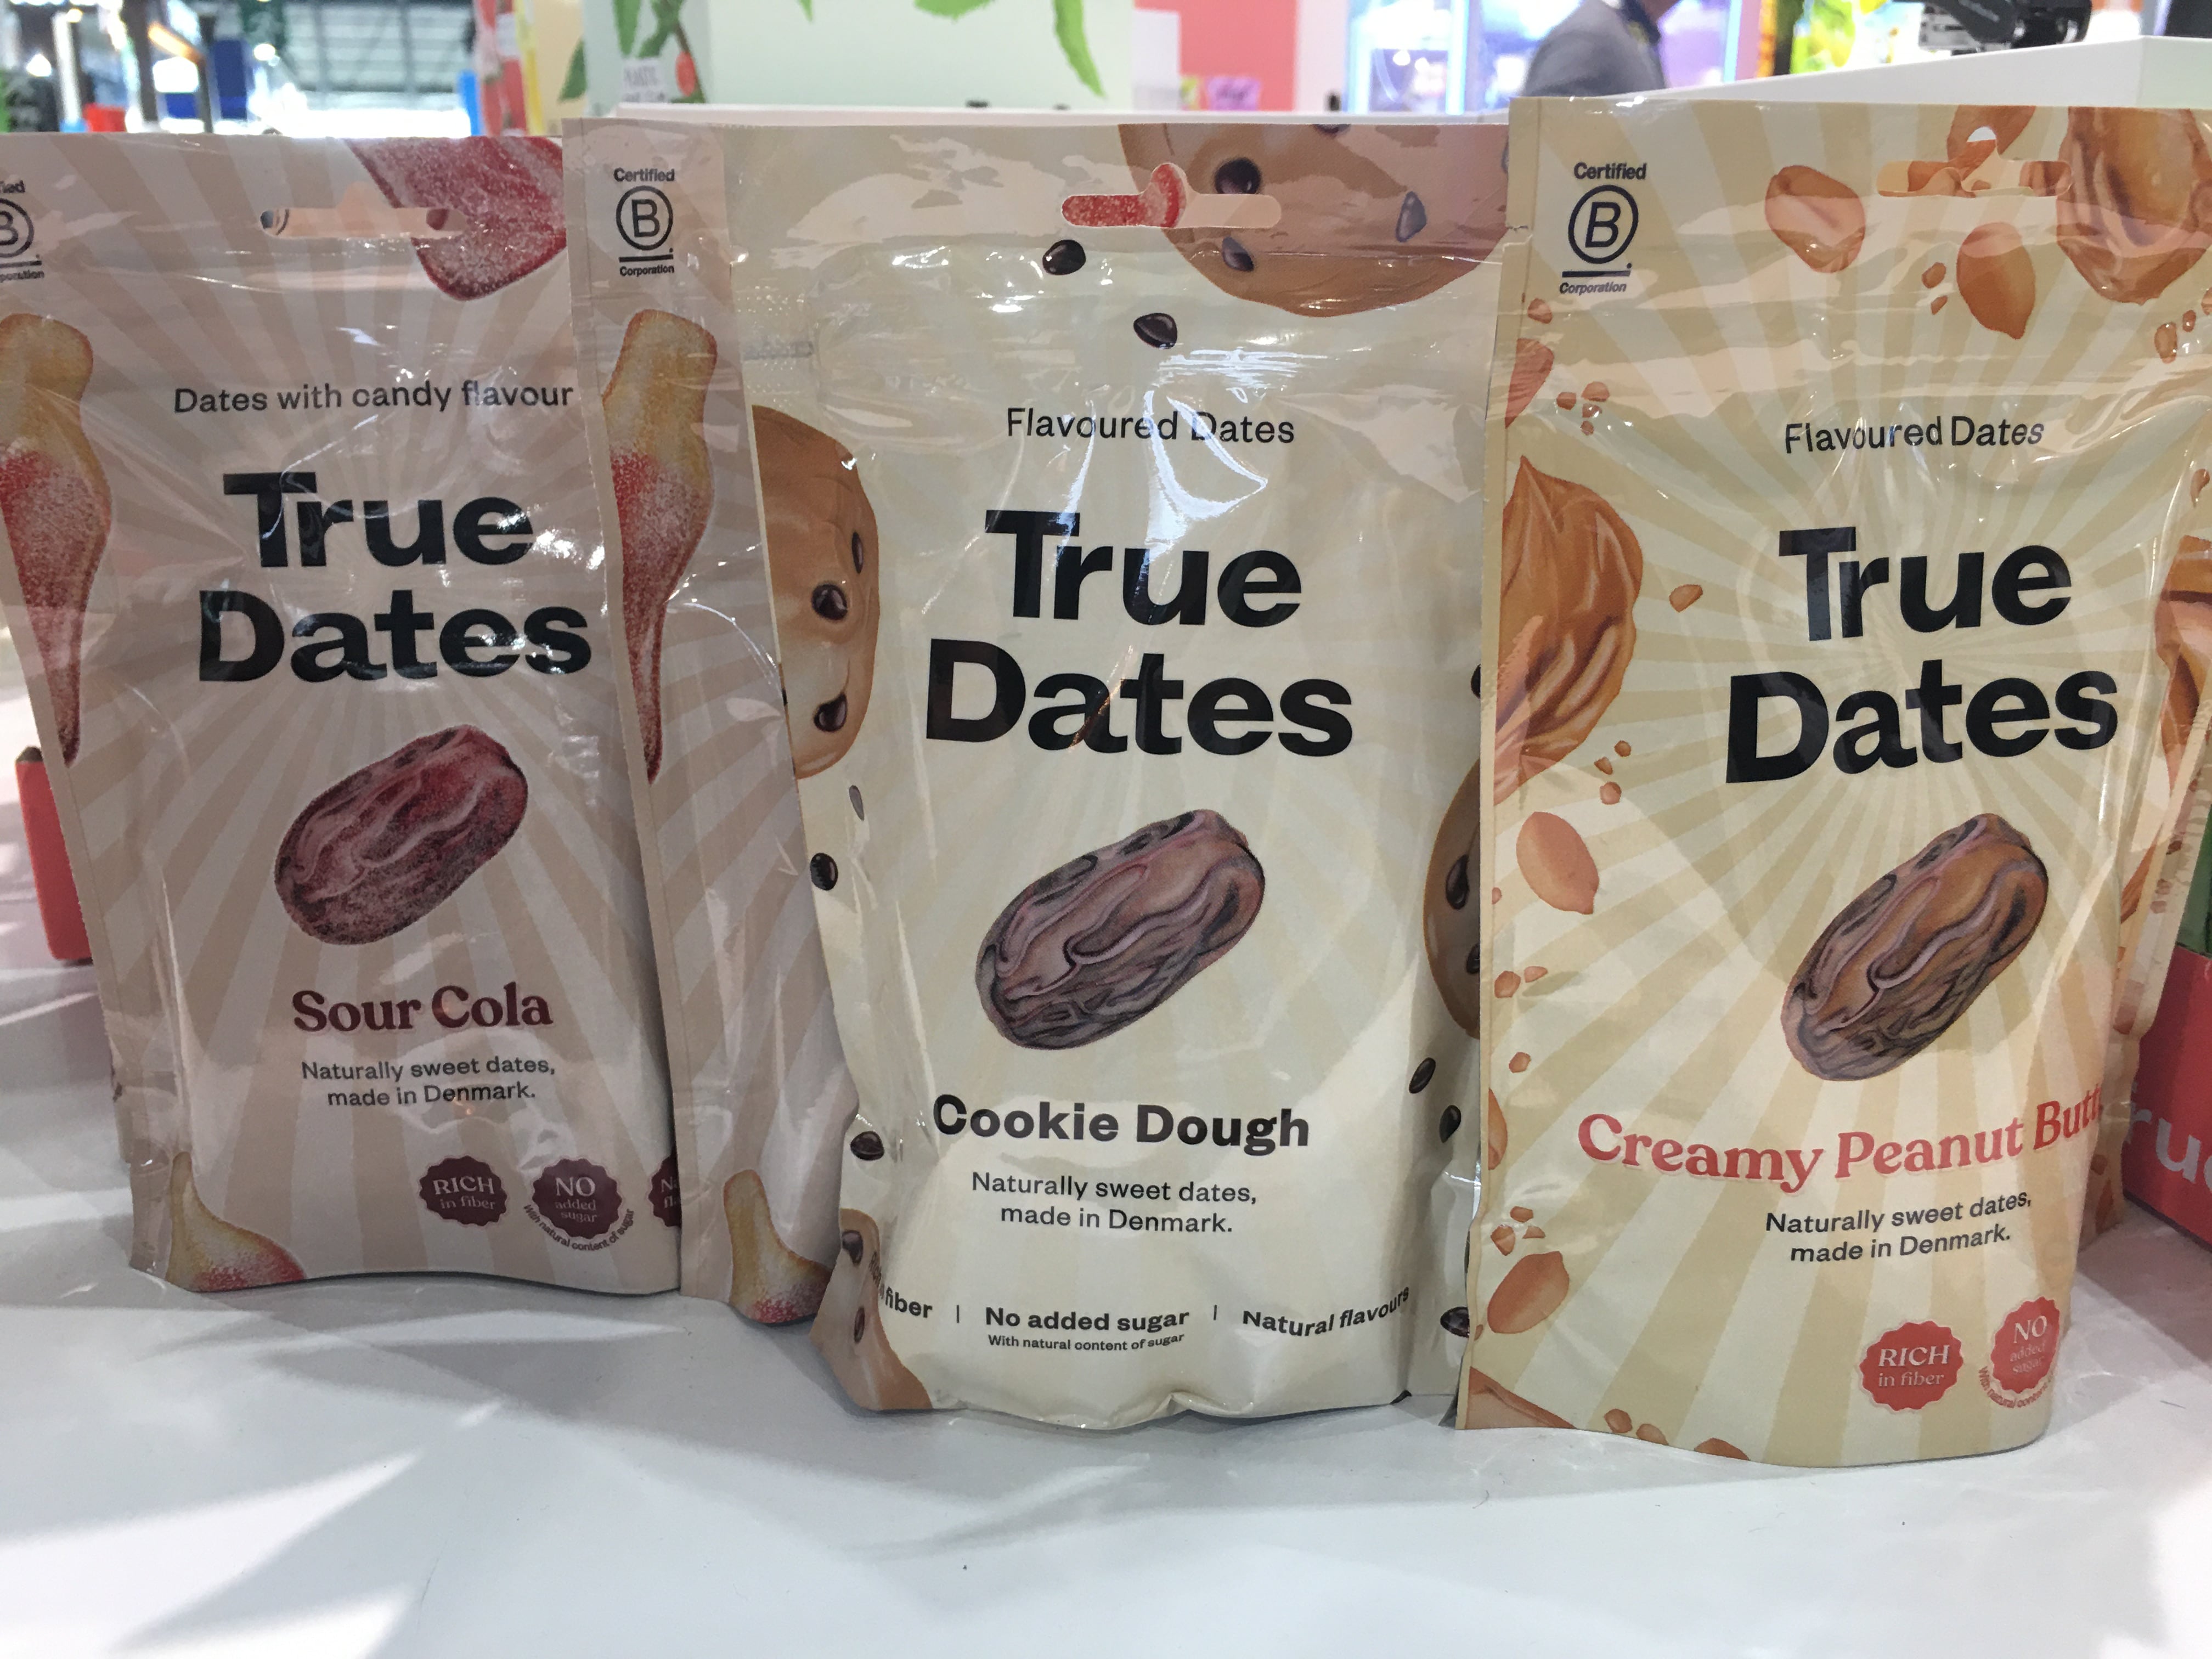 Certified
B
Corporation
Dates with candy flavour
True
Dates
Sour Cola
Naturally sweet dates,
made in Denmark.
RICH
in fiber
NO
added
sugar
With natural content of sugar
Certified
B
Corporation
Flavoured Dates
True
Dates
Cookie Dough
Naturally sweet dates,
made in Denmark.
fiber | No added sugar | Natural flavours
With natural content of sugar
Certified
B
Corporation
Flavoured Dates
True
Dates
Creamy Peanut Butt
Naturally sweet dates,
made in Denmark.
RICH
in fiber
NO
added
sugar